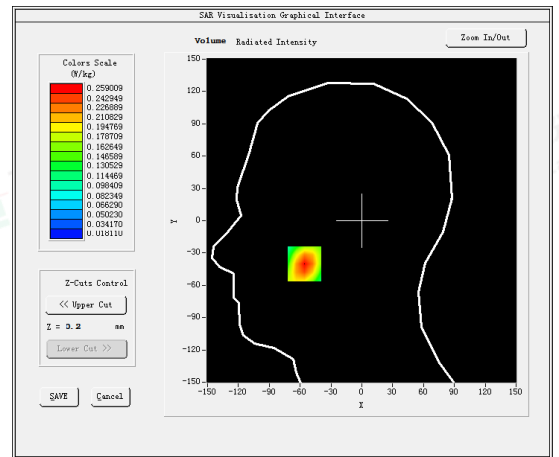 SAR Visualisation Graphical Interface
Volume Radiated Intensity
Zoom In/Out
Colors Scale
(W/kg)
0.259009
0.242949
0.226889
0.210829
0.194769
0.178709
0.162649
0.146589
0.130529
0.114469
0.098409
0.082349
0.066290
0.050230
0.034170
0.018110
Z-Cuts Control
<< Upper Cut
Z = 3.2 mm
Lower Cut >>
SAVE Cancel
150
120
90
60
30
0
-30
-60
-90
-120
-150
Y
-150 -120 -90 -60 -30 0 30 60 90 120 150
X